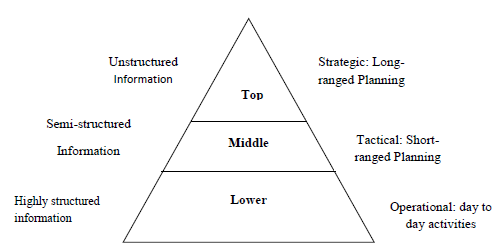 Unstructured
Information
Strategic: Long-
ranged Planning
Top
Semi-structured
Information
Middle
Tactical: Short-
ranged Planning
Highly structured
information
Lower
Operational: day to
day activities